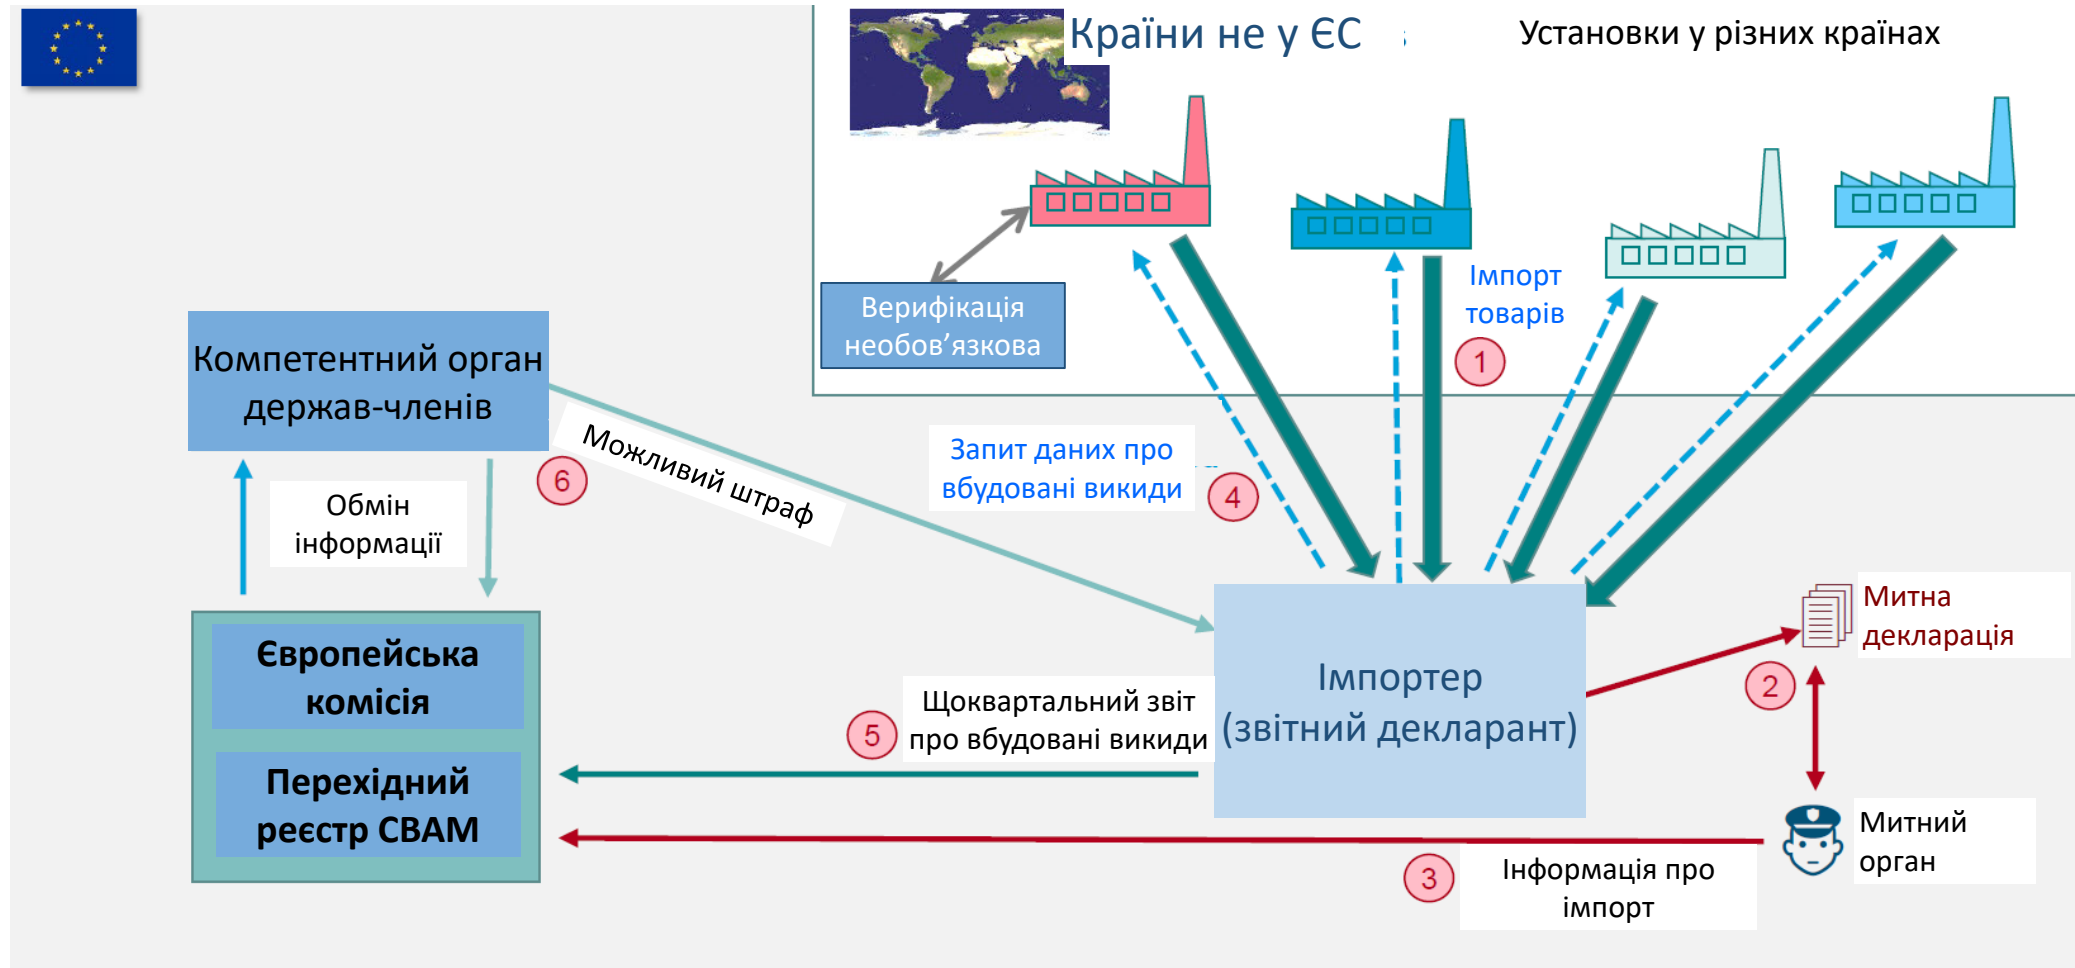 Країни не у ЄС
Установки у різних країнах
Імпорт
товарів
1
Верифікація
необов’язкова
Компетентний орган
держав-членів
Можливий штраф
6
Запит даних про
вбудовані викиди
4
Обмін
інформації
Європейська
комісія
Перехідний
реєстр СВАМ
Щоквартальний звіт
про вбудовані викиди
5
Імпортер
(звітний декларант)
Митна
декларація
2
Митний
орган
3
Інформація про
імпорт